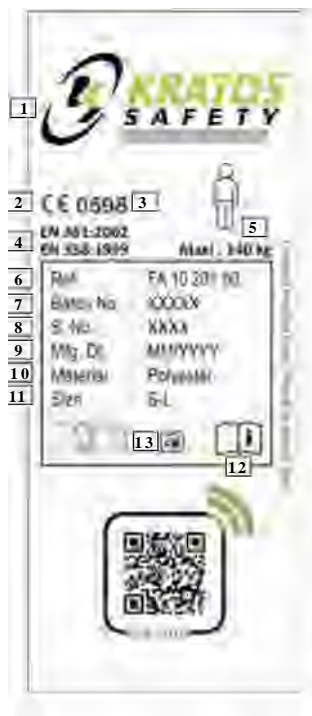 1
KRATOS
SAFETY
2 CE 0598 3
EN 361:2002
4
EN 358:1999
5
Maxi : 140 kg
6 Ref. FA 10 201 00
7 Batch No. XXXXX
8 S. No. XXXX
9 Mfg. Dt. MM/YYYY
10 Material Polyester
11 Size S-L
13
12